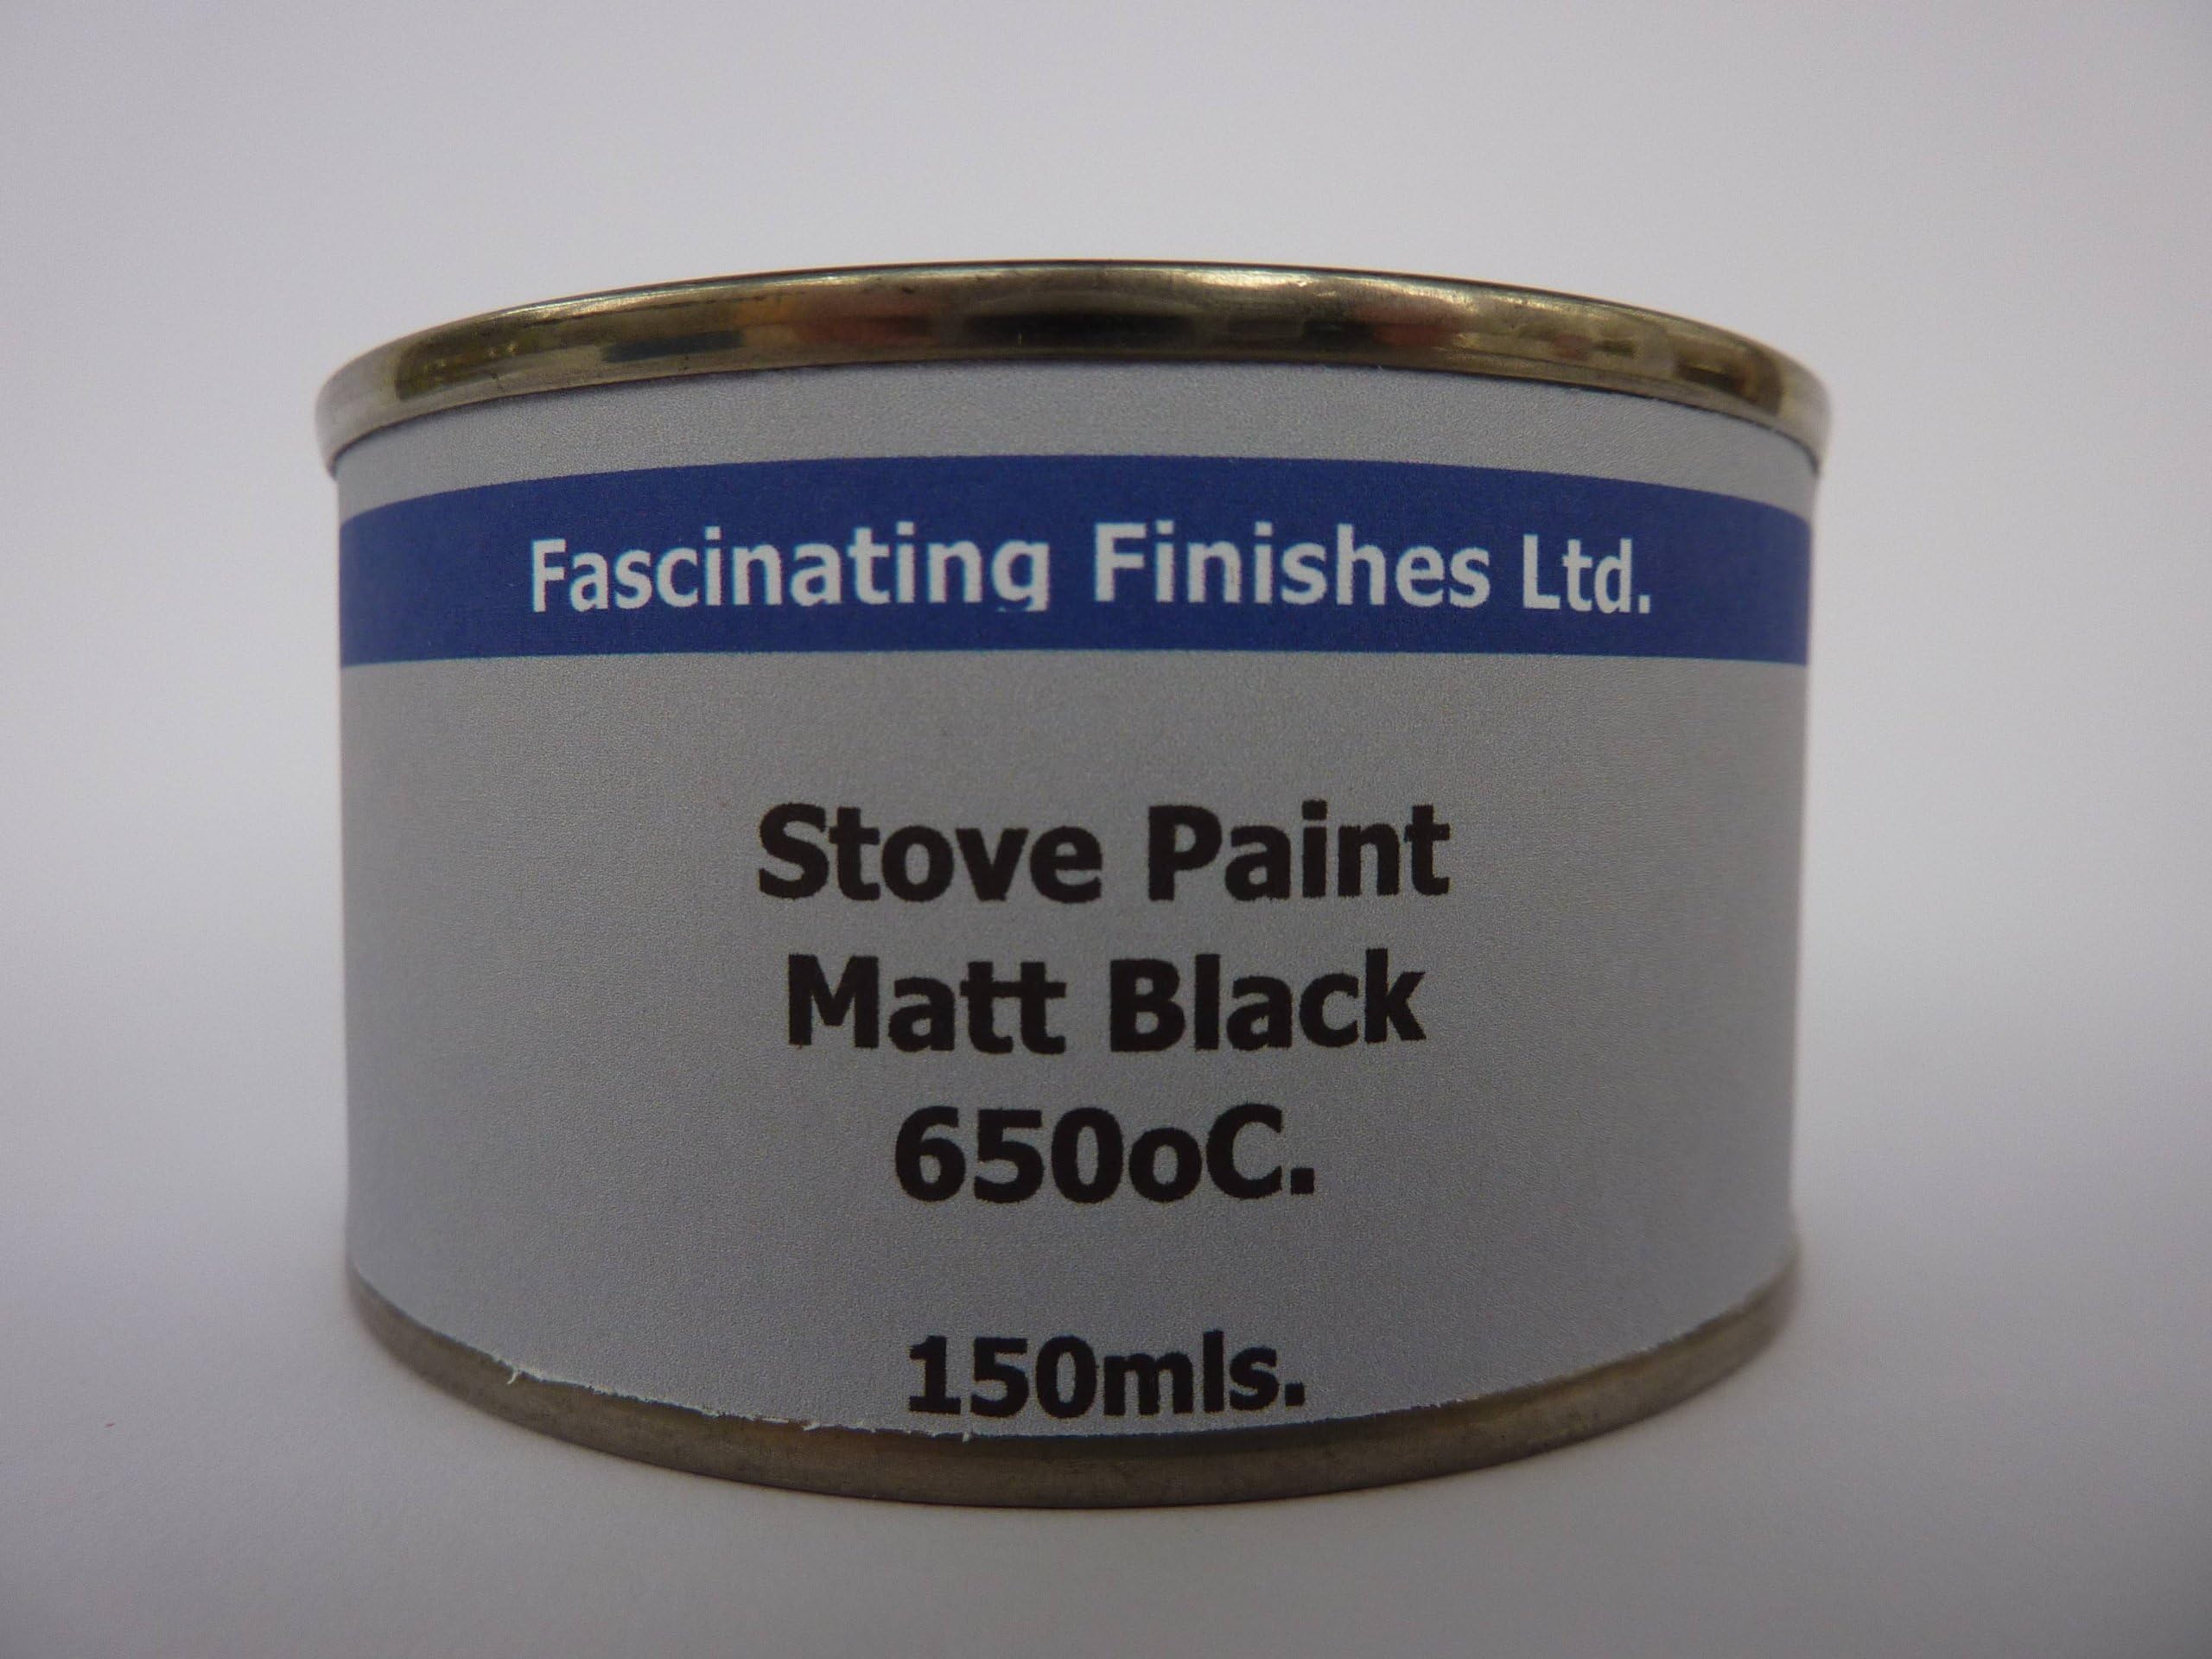 Fascinating Finishes Ltd.
Stove Paint
Matt Black
650oC.
150mls.